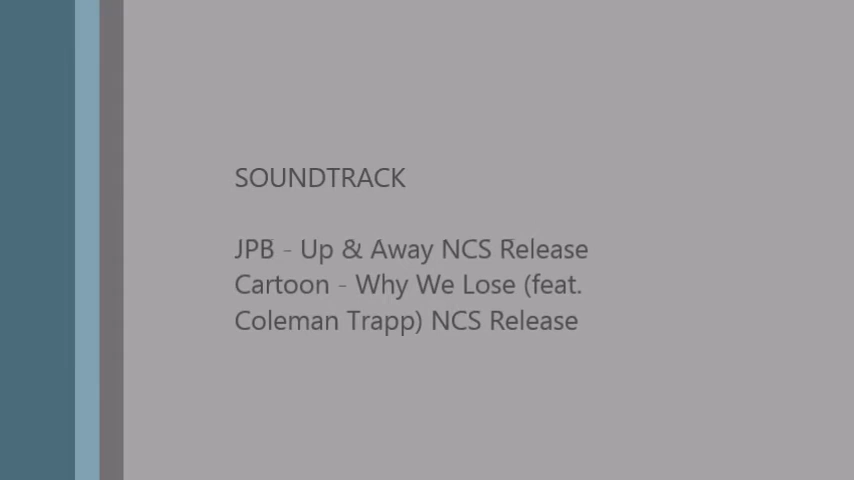 SOUNDTRACK
JPB - Up & Away NCS Release
Cartoon - Why We Lose (feat.
Coleman Trapp) NCS Release